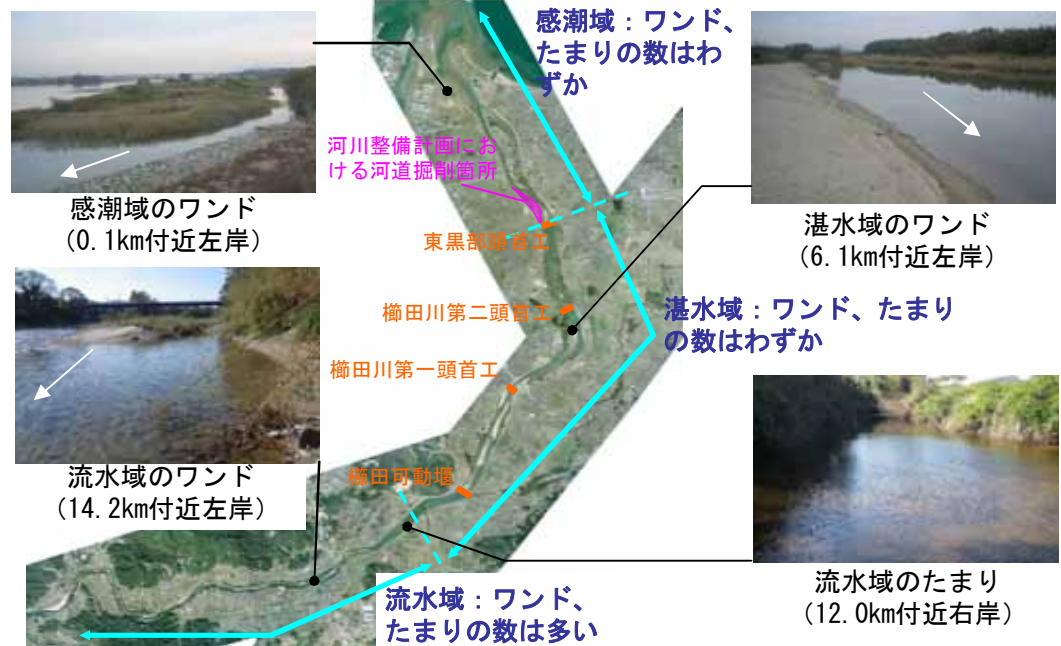 感潮域：ワンド、
たまりの数はわ
ずか
河川整備計画にお
ける河道掘削箇所
感潮域のワンド
（0.1km付近左岸）
東黒部頭首工
湛水域のワンド
（6.1km付近左岸）
櫛田川第二頭首工
湛水域：ワンド、たまり
の数はわずか
櫛田川第一頭首工
流水域のワンド
（14.2km付近左岸）
櫛田可動堰
流水域：ワンド、
たまりの数は多い
流水域のたまり
（12.0km付近右岸）